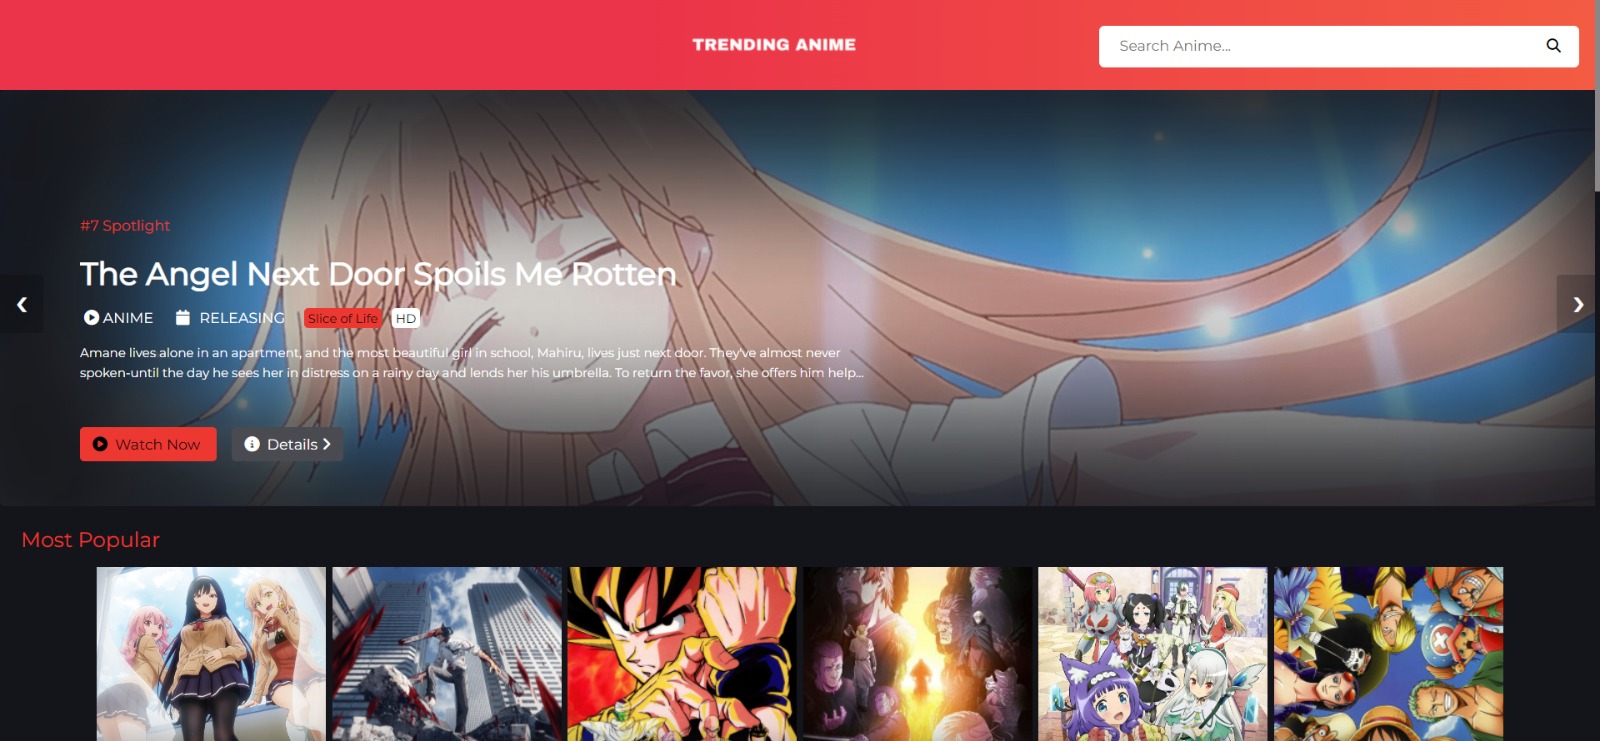 TRENDING ANIME
Search Anime...
#7 Spotlight
The Angel Next Door Spoils Me Rotten
ANIME RELEASING Slice of Life HD
Amane lives alone in an apartment, and the most beautiful girl in school, Mahiru, lives just next door. They've almost never
spoken-until the day he sees her in distress on a rainy day and lends her his umbrella. To return the favor, she offers him help...
Watch Now Details
Most Popular